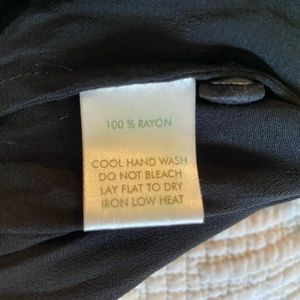 100 % RAYON
COOL HAND WASH
DO NOT BLEACH
LAY FLAT TO DRY
IRON LOW HEAT